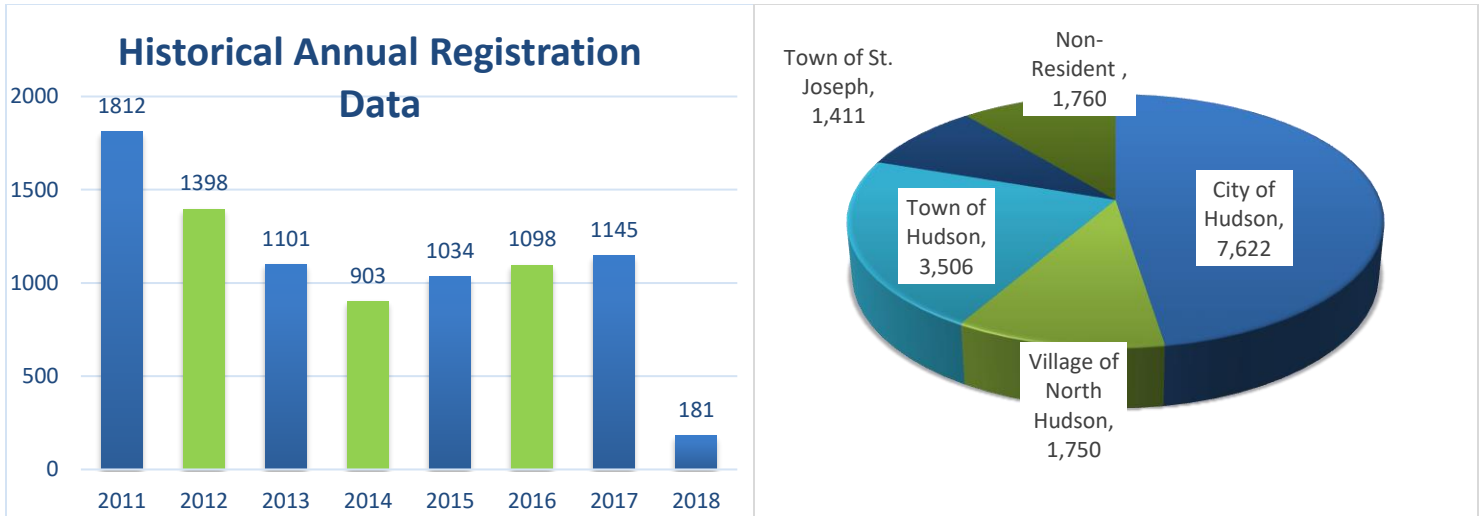 Historical Annual Registration
Data
2000
1500
1000
500
0
1812
1398
1101
903
1034
1098
1145
181
2011
2012
2013
2014
2015
2016
2017
2018
Town of St.
Joseph,
1,411
Non-
Resident ,
1,760
City of
Hudson,
7,622
Town of
Hudson,
3,506
Village of
North
Hudson,
1,750